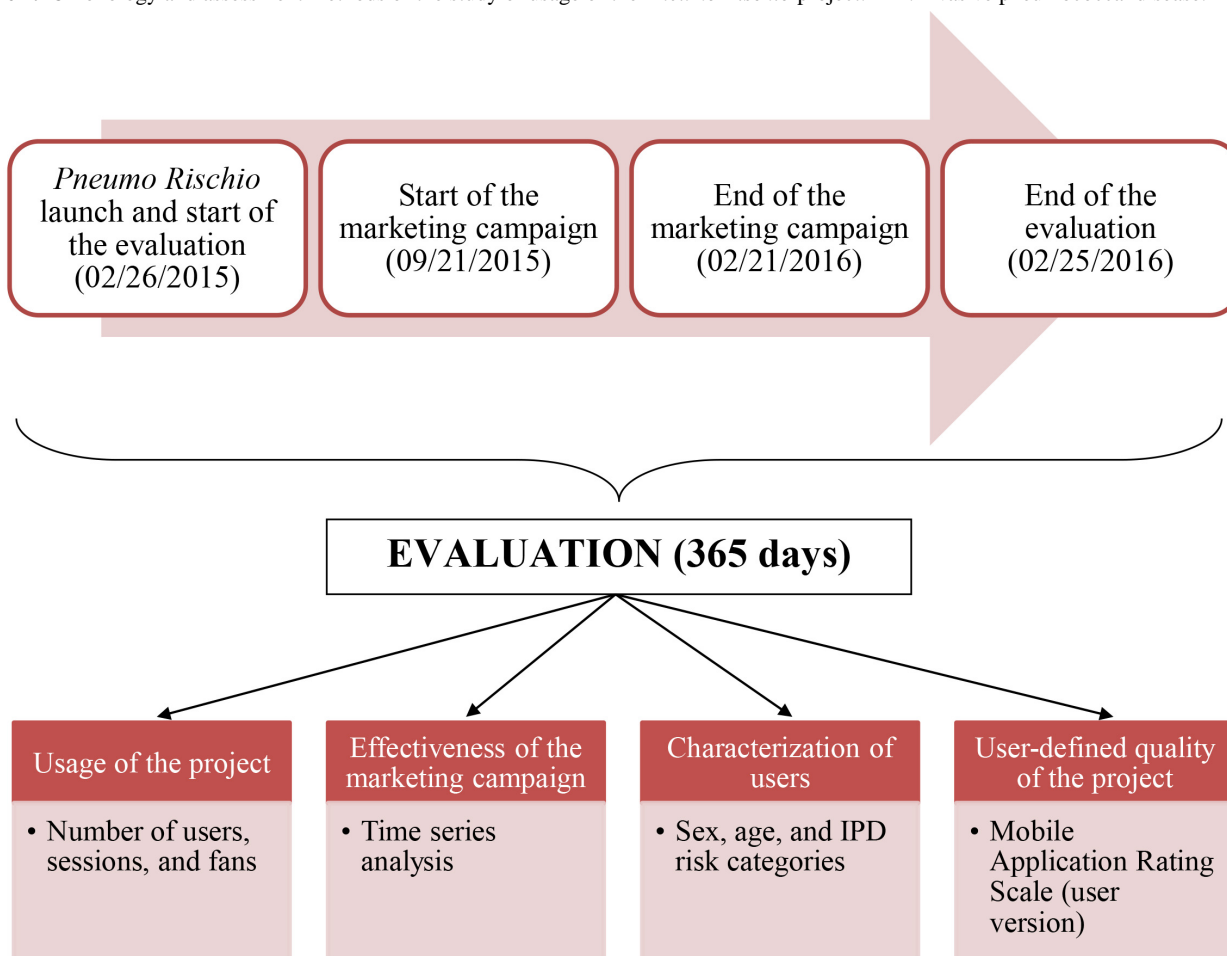 Pneumo Rischio
launch and start of
the evaluation
(02/26/2015)
Start of the
marketing campaign
(09/21/2015)
End of the
marketing campaign
(02/21/2016)
End of the
evaluation
(02/25/2016)
EVALUATION (365 days)
Usage of the project
• Number of users,
sessions, and fans
Effectiveness of the
marketing campaign
• Time series
analysis
Characterization of
users
• Sex, age, and IPD
risk categories
User-defined quality
of the project
• Mobile
Application Rating
Scale (user
version)